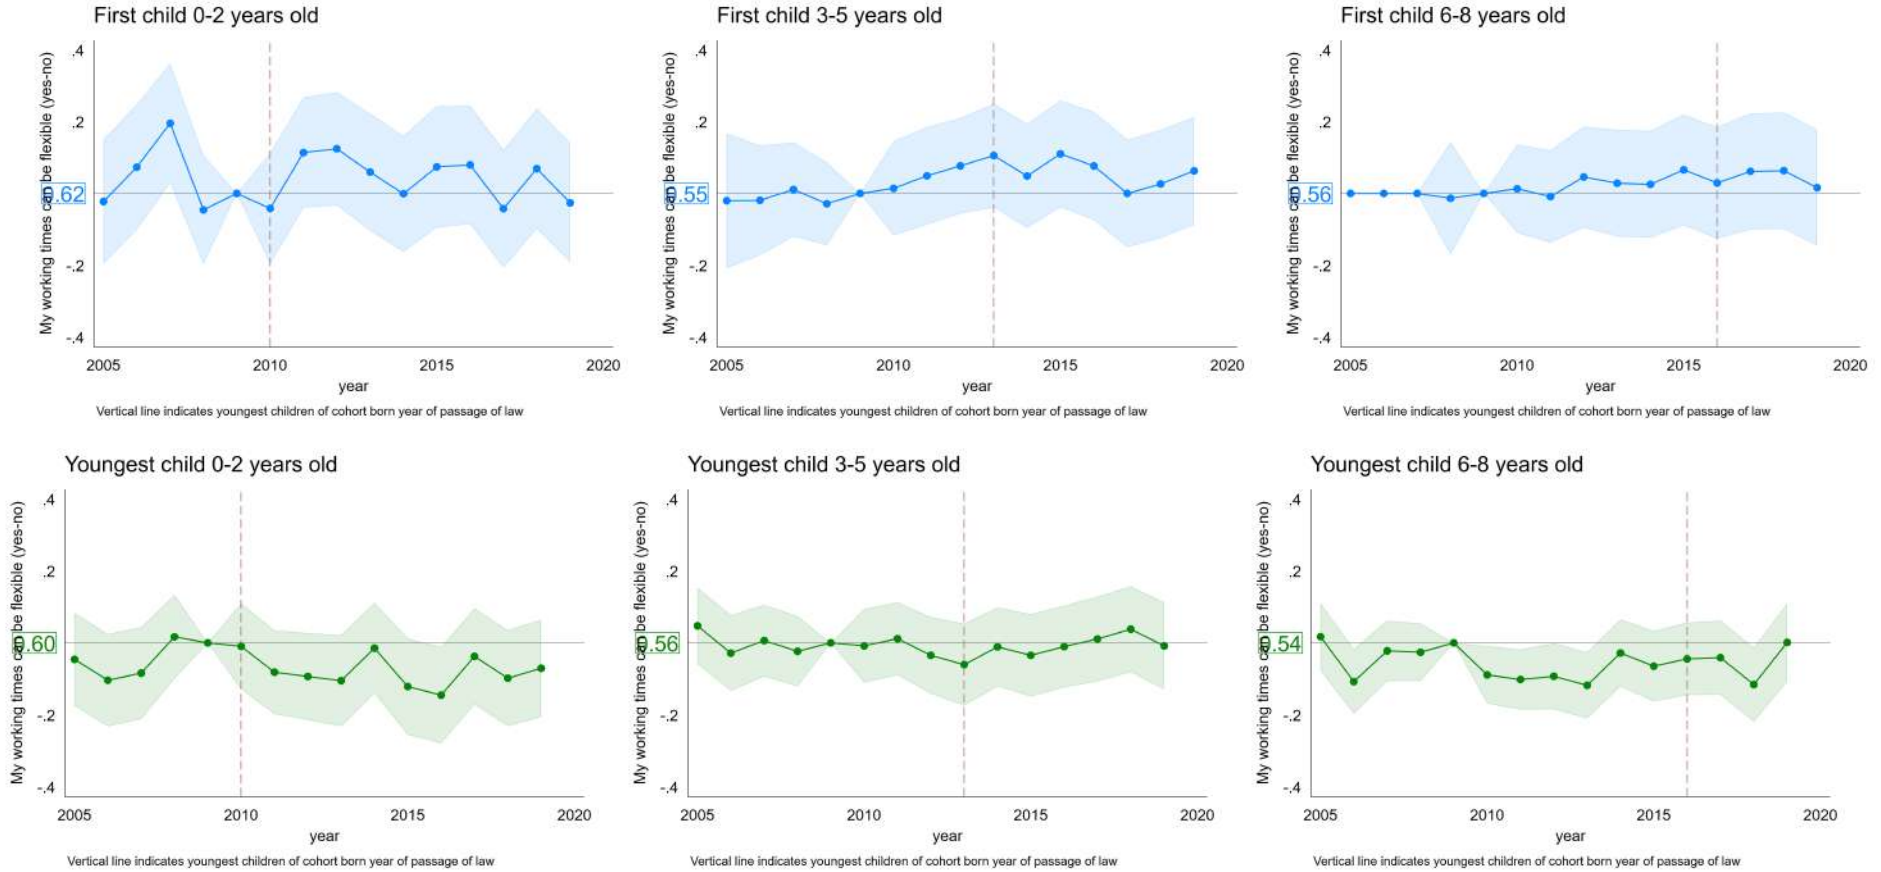 First child 0-2 years old
My working times can be flexible (yes-no)
.4
.2
0.62
-.2
-.4
2005 2010 2015 2020
year
Vertical line indicates youngest children of cohort born year of passage of law
First child 3-5 years old
My working times can be flexible (yes-no)
.4
.2
0.55
-.2
-.4
2005 2010 2015 2020
year
Vertical line indicates youngest children of cohort born year of passage of law
First child 6-8 years old
My working times can be flexible (yes-no)
.4
.2
0.56
-.2
-.4
2005 2010 2015 2020
year
Vertical line indicates youngest children of cohort born year of passage of law
Youngest child 0-2 years old
My working times can be flexible (yes-no)
.4
.2
0.60
-.2
-.4
2005 2010 2015 2020
year
Vertical line indicates youngest children of cohort born year of passage of law
Youngest child 3-5 years old
My working times can be flexible (yes-no)
.4
.2
0.56
-.2
-.4
2005 2010 2015 2020
year
Vertical line indicates youngest children of cohort born year of passage of law
Youngest child 6-8 years old
My working times can be flexible (yes-no)
.4
.2
0.54
-.2
-.4
2005 2010 2015 2020
year
Vertical line indicates youngest children of cohort born year of passage of law